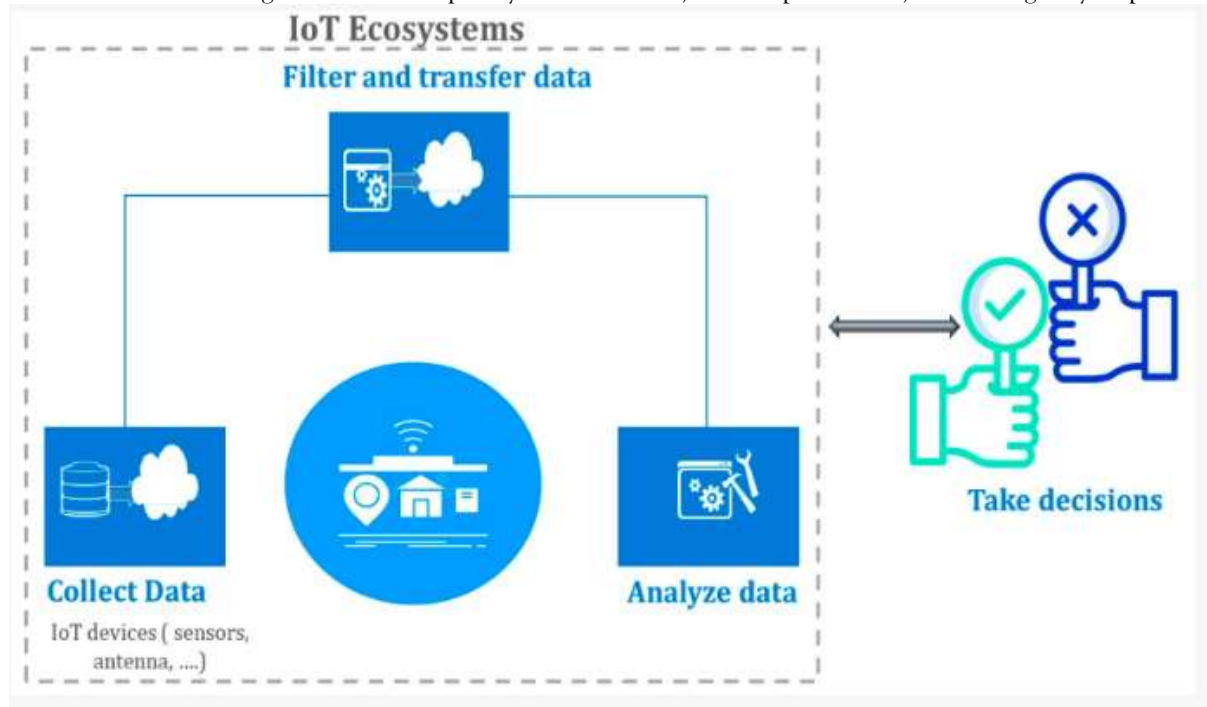 IoT Ecosystems
Filter and transfer data
Collect Data
IoT devices ( sensors,
antenna, ....)
Analyze data
Take decisions